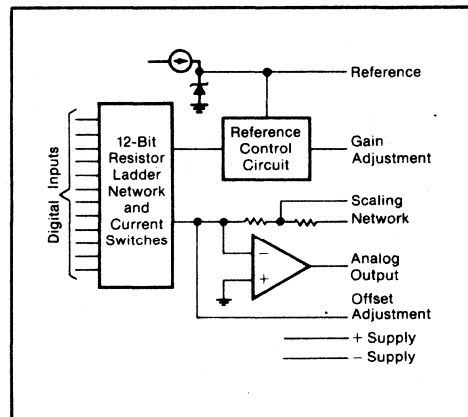 Reference
12-Bit
Resistor
Ladder
Network
and
Current
Switches
Digital Inputs
Reference
Control
Circuit
Gain
Adjustment
Scaling
Network
−
+
Analog
Output
Offset
Adjustment
+ Supply
− Supply